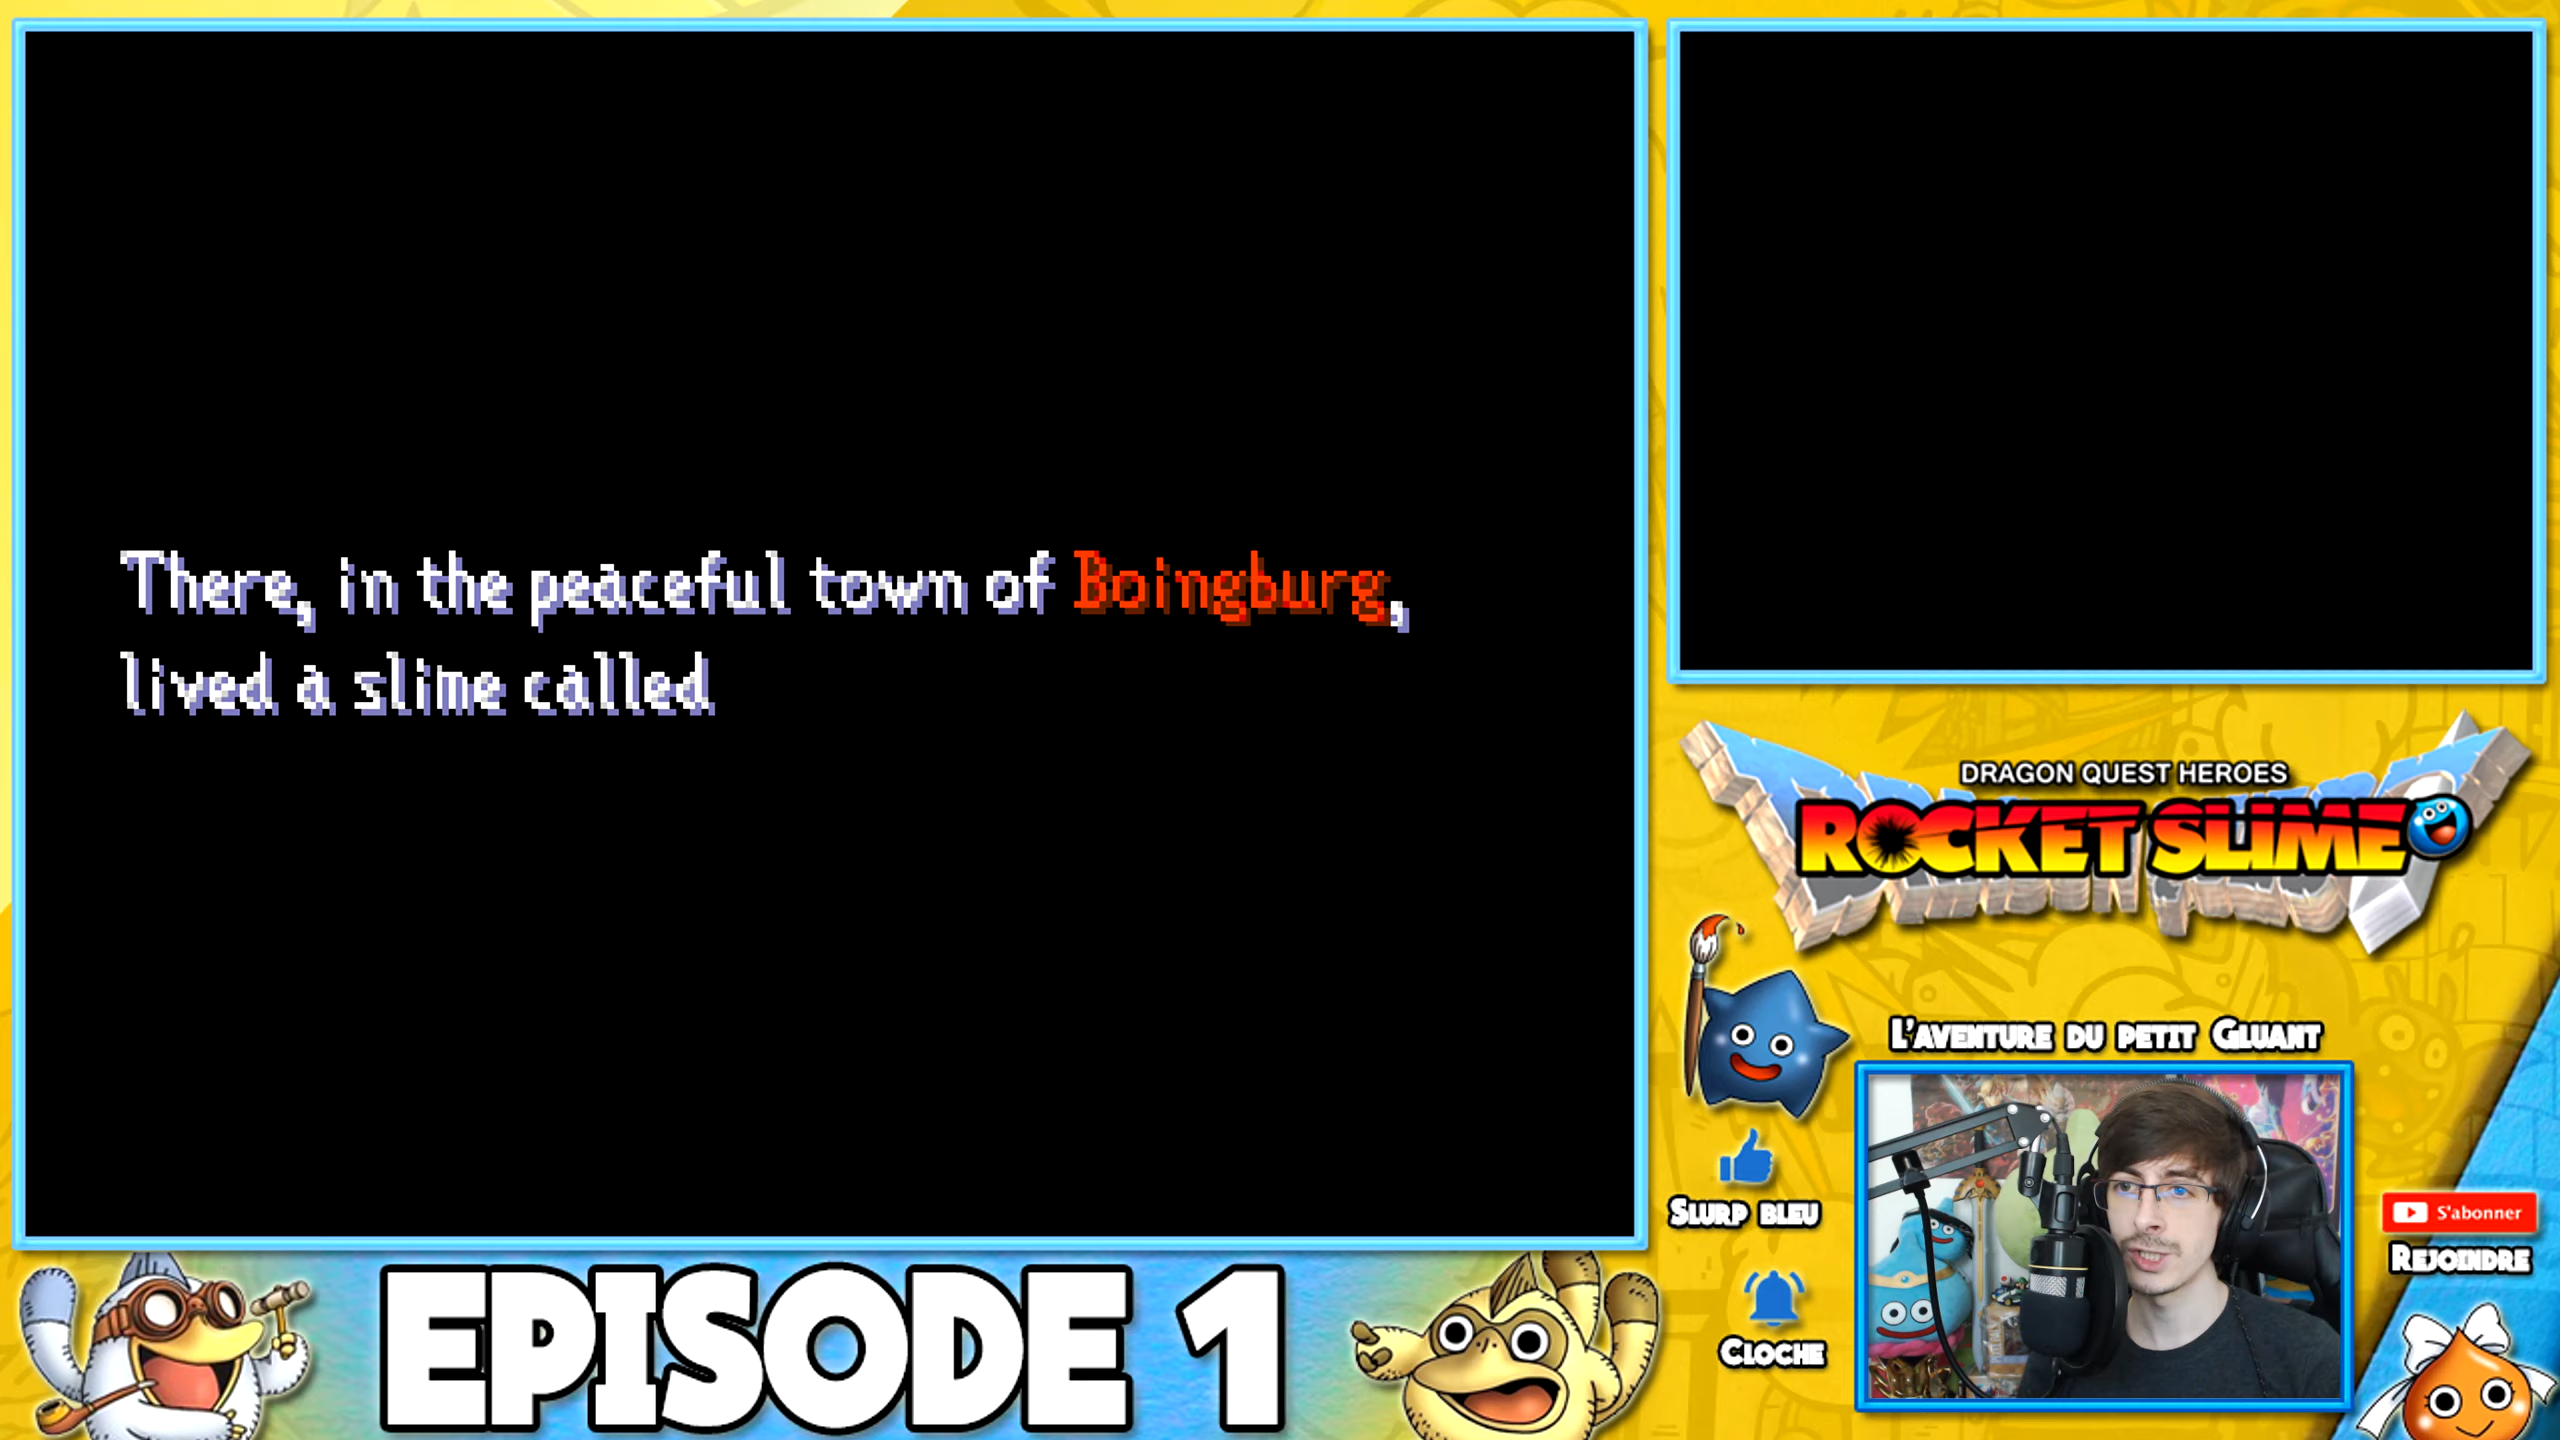 There, in the peaceful town of Boingburg,
lived a slime called
DRAGON QUEST HEROES
ROCKET SLIME
L'AVENTURE DU PETIT GLUANT
SLURP BLEU
CLOCHE
S'abonner
REJOINDRE
EPISODE 1